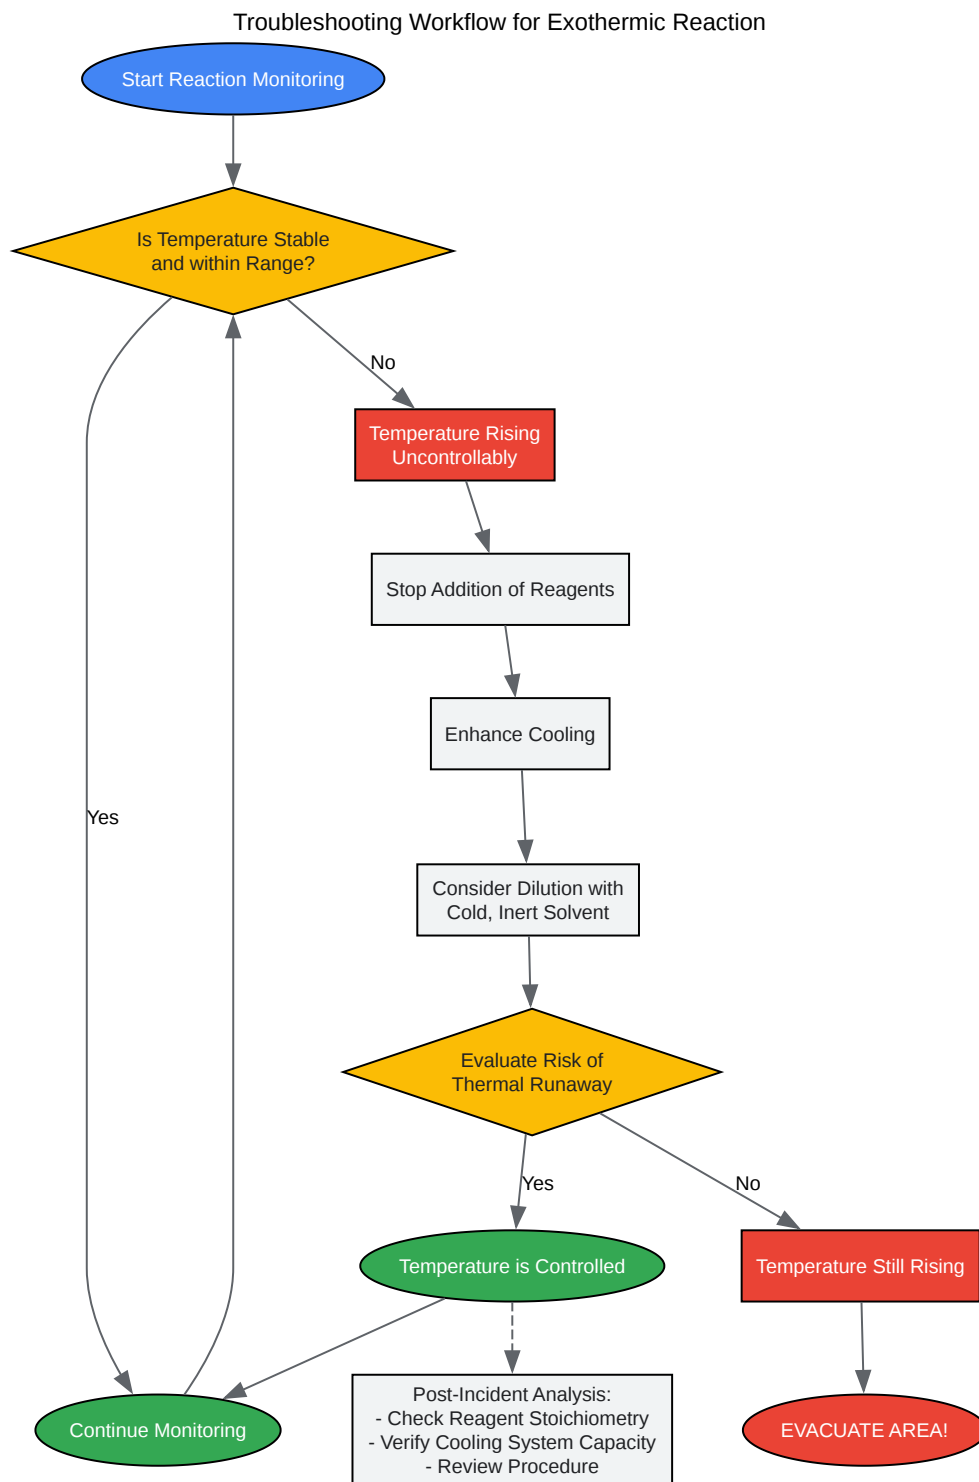 Troubleshooting Workflow for Exothermic Reaction
Start Reaction Monitoring
Is Temperature Stable
and within Range?
No
Temperature Rising
Uncontrollably
Stop Addition of Reagents
Enhance Cooling
Yes
Consider Dilution with
Cold, Inert Solvent
Evaluate Risk of
Thermal Runaway
Yes
No
Temperature is Controlled
Temperature Still Rising
Continue Monitoring
Post-Incident Analysis:
- Check Reagent Stoichiometry
- Verify Cooling System Capacity
- Review Procedure
EVACUATE AREA!